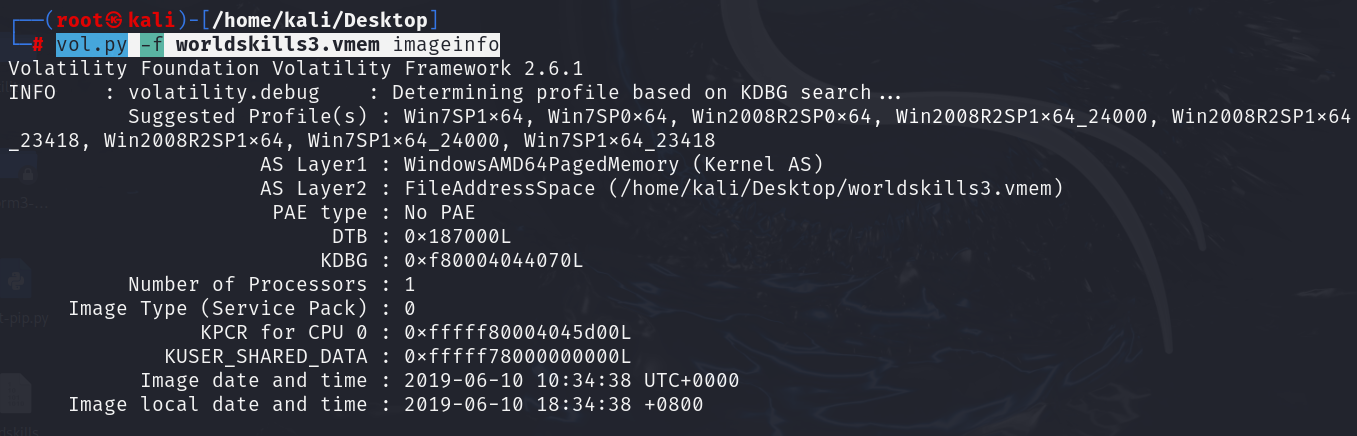 ┌──(root㉿kali)-[/home/kali/Desktop]
└─# vol.py -f worldskills3.vmem imageinfo
Volatility Foundation Volatility Framework 2.6.1
INFO    : volatility.debug    : Determining profile based on KDBG search...
          Suggested Profile(s) : Win7SP1x64, Win7SP0x64, Win2008R2SP0x64, Win2008R2SP1x64_24000, Win2008R2SP1x64
_23418, Win2008R2SP1x64, Win7SP1x64_24000, Win7SP1x64_23418
                     AS Layer1 : WindowsAMD64PagedMemory (Kernel AS)
                     AS Layer2 : FileAddressSpace (/home/kali/Desktop/worldskills3.vmem)
                      PAE type : No PAE
                           DTB : 0x187000L
                          KDBG : 0xf80004044070L
          Number of Processors : 1
     Image Type (Service Pack) : 0
                KPCR for CPU 0 : 0xfffff80004045d00L
             KUSER_SHARED_DATA : 0xfffff78000000000L
           Image date and time : 2019-06-10 10:34:38 UTC+0000
     Image local date and time : 2019-06-10 18:34:38 +0800